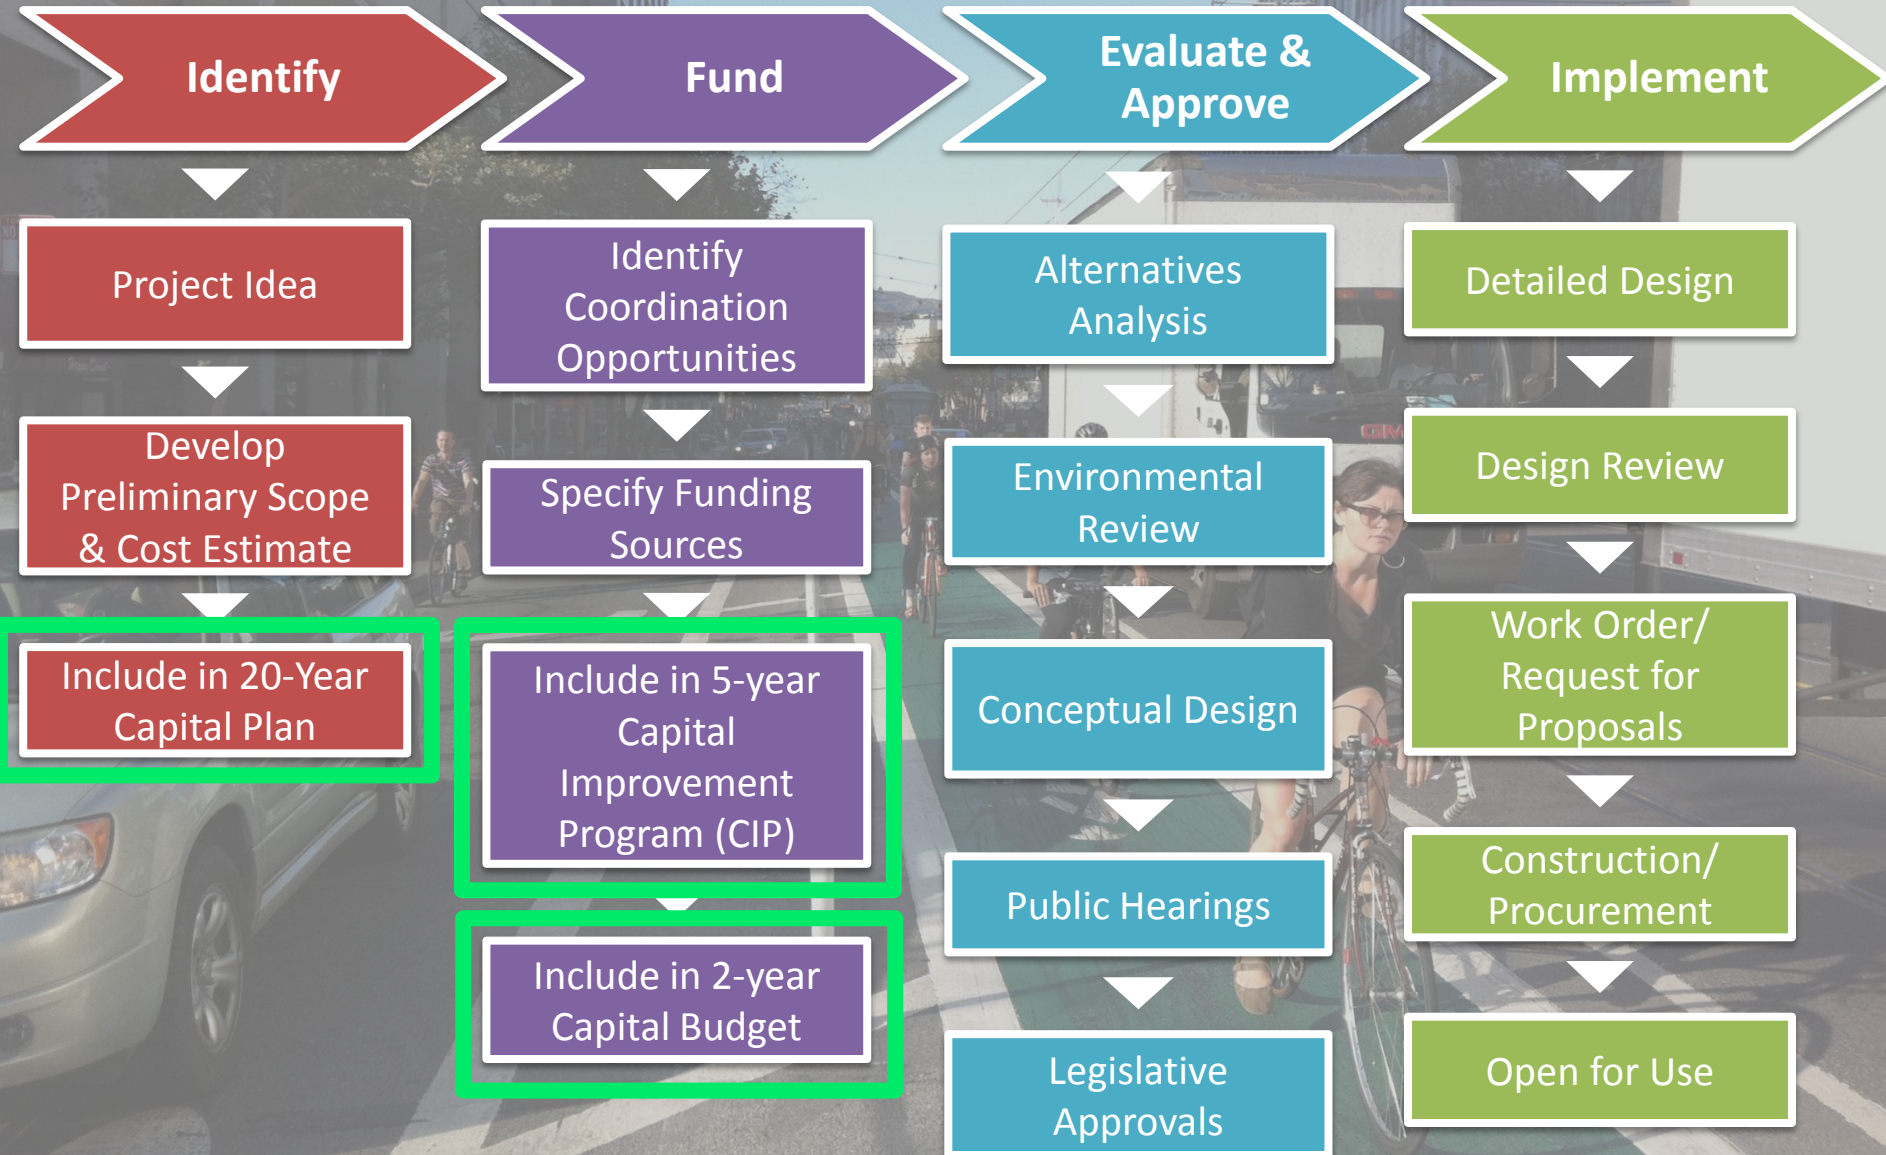 Identify
Fund
Evaluate &
Approve
Implement
Project Idea
Develop
Preliminary Scope
& Cost Estimate
Include in 20-Year
Capital Plan
Identify
Coordination
Opportunities
Specify Funding
Sources
Include in 5-year
Capital
Improvement
Program (CIP)
Include in 2-year
Capital Budget
Alternatives
Analysis
Environmental
Review
Conceptual Design
Public Hearings
Legislative
Approvals
Detailed Design
Design Review
Work Order/
Request for
Proposals
Construction/
Procurement
Open for Use